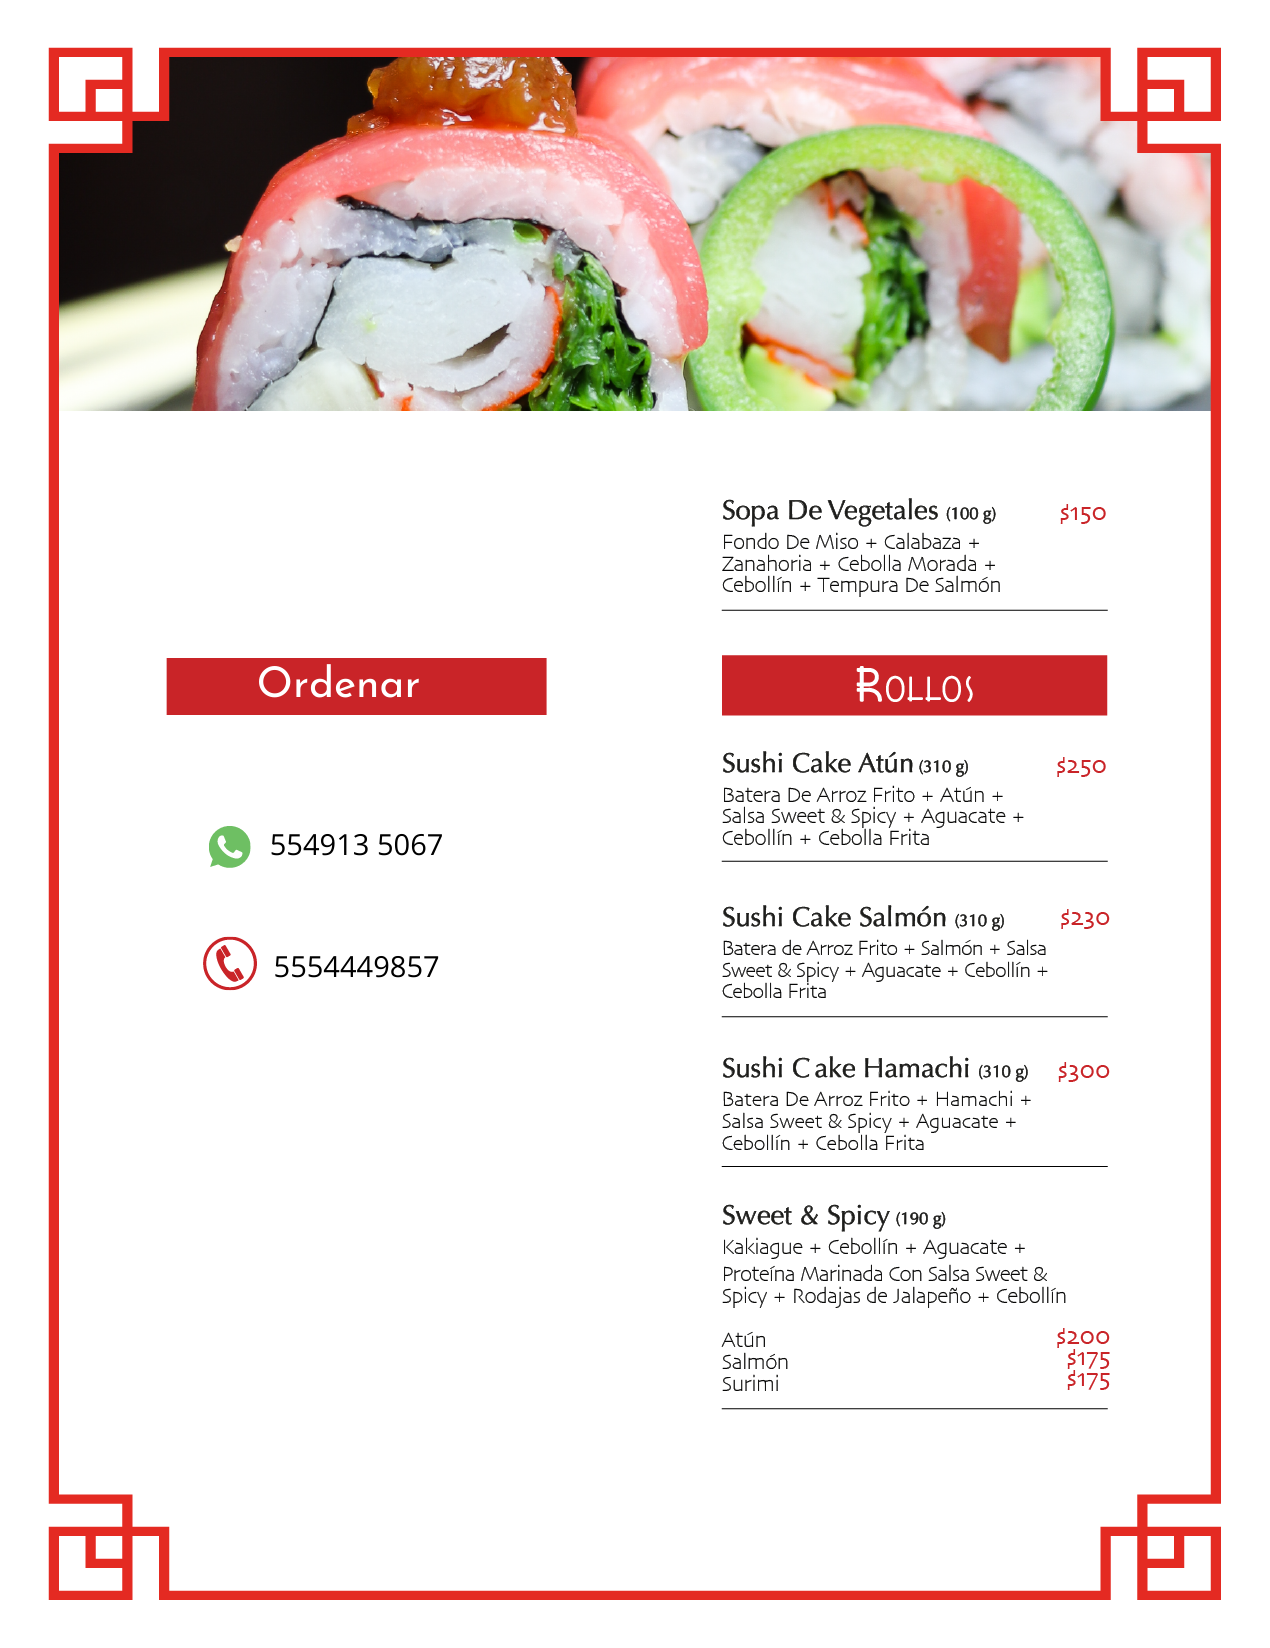 Ordenar
554913 5067
5554449857
Sopa De Vegetales (100 g) $150
Fondo De Miso + Calabaza +
Zanahoria + Cebolla Morada +
Cebollín + Tempura De Salmón
Rollos
Sushi Cake Atún (310 g) $250
Batera De Arroz Frito + Atún +
Salsa Sweet & Spicy + Aguacate +
Cebollín + Cebolla Frita
Sushi Cake Salmón (310 g) $230
Batera de Arroz Frito + Salmón + Salsa
Sweet & Spicy + Aguacate + Cebollín +
Cebolla Frita
Sushi Cake Hamachi (310 g) $300
Batera De Arroz Frito + Hamachi +
Salsa Sweet & Spicy + Aguacate +
Cebollín + Cebolla Frita
Sweet & Spicy (190 g)
Kakiague + Cebollín + Aguacate +
Proteína Marinada Con Salsa Sweet &
Spicy + Rodajas de Jalapeño + Cebollín
Atún $200
Salmón $175
Surimi $175